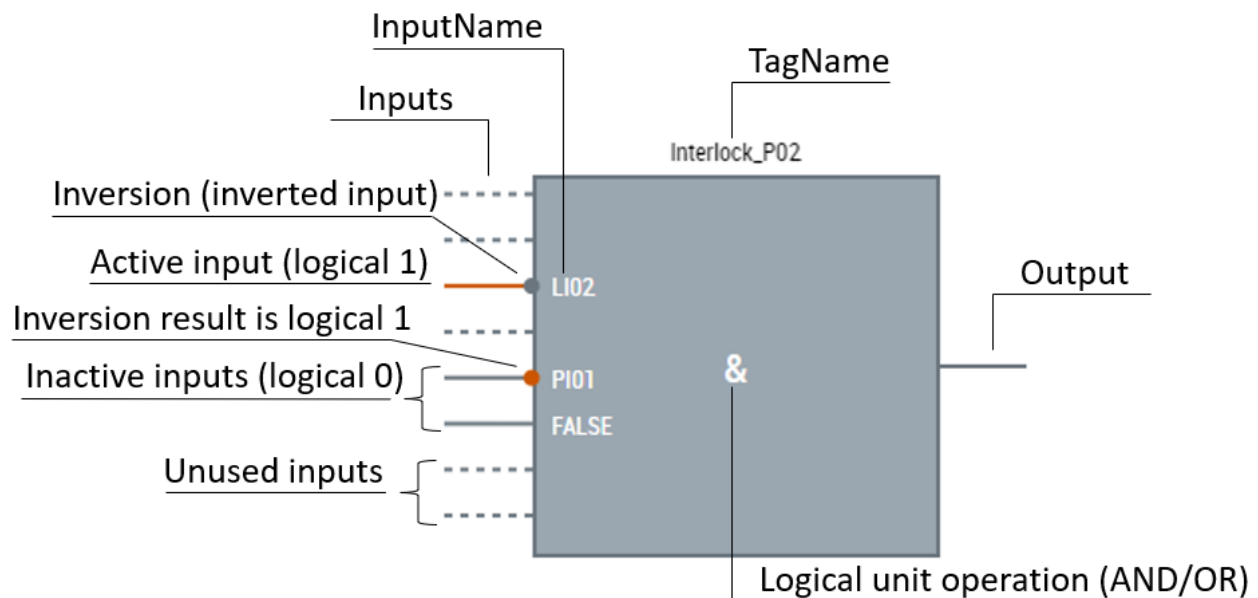 InputName
TagName
Inputs
Interlock_P02
Inversion (inverted input)
Active input (logical 1)
LI02
Output
Inversion result is logical 1
Inactive inputs (logical 0)
PI01
&
FALSE
Unused inputs
Logical unit operation (AND/OR)